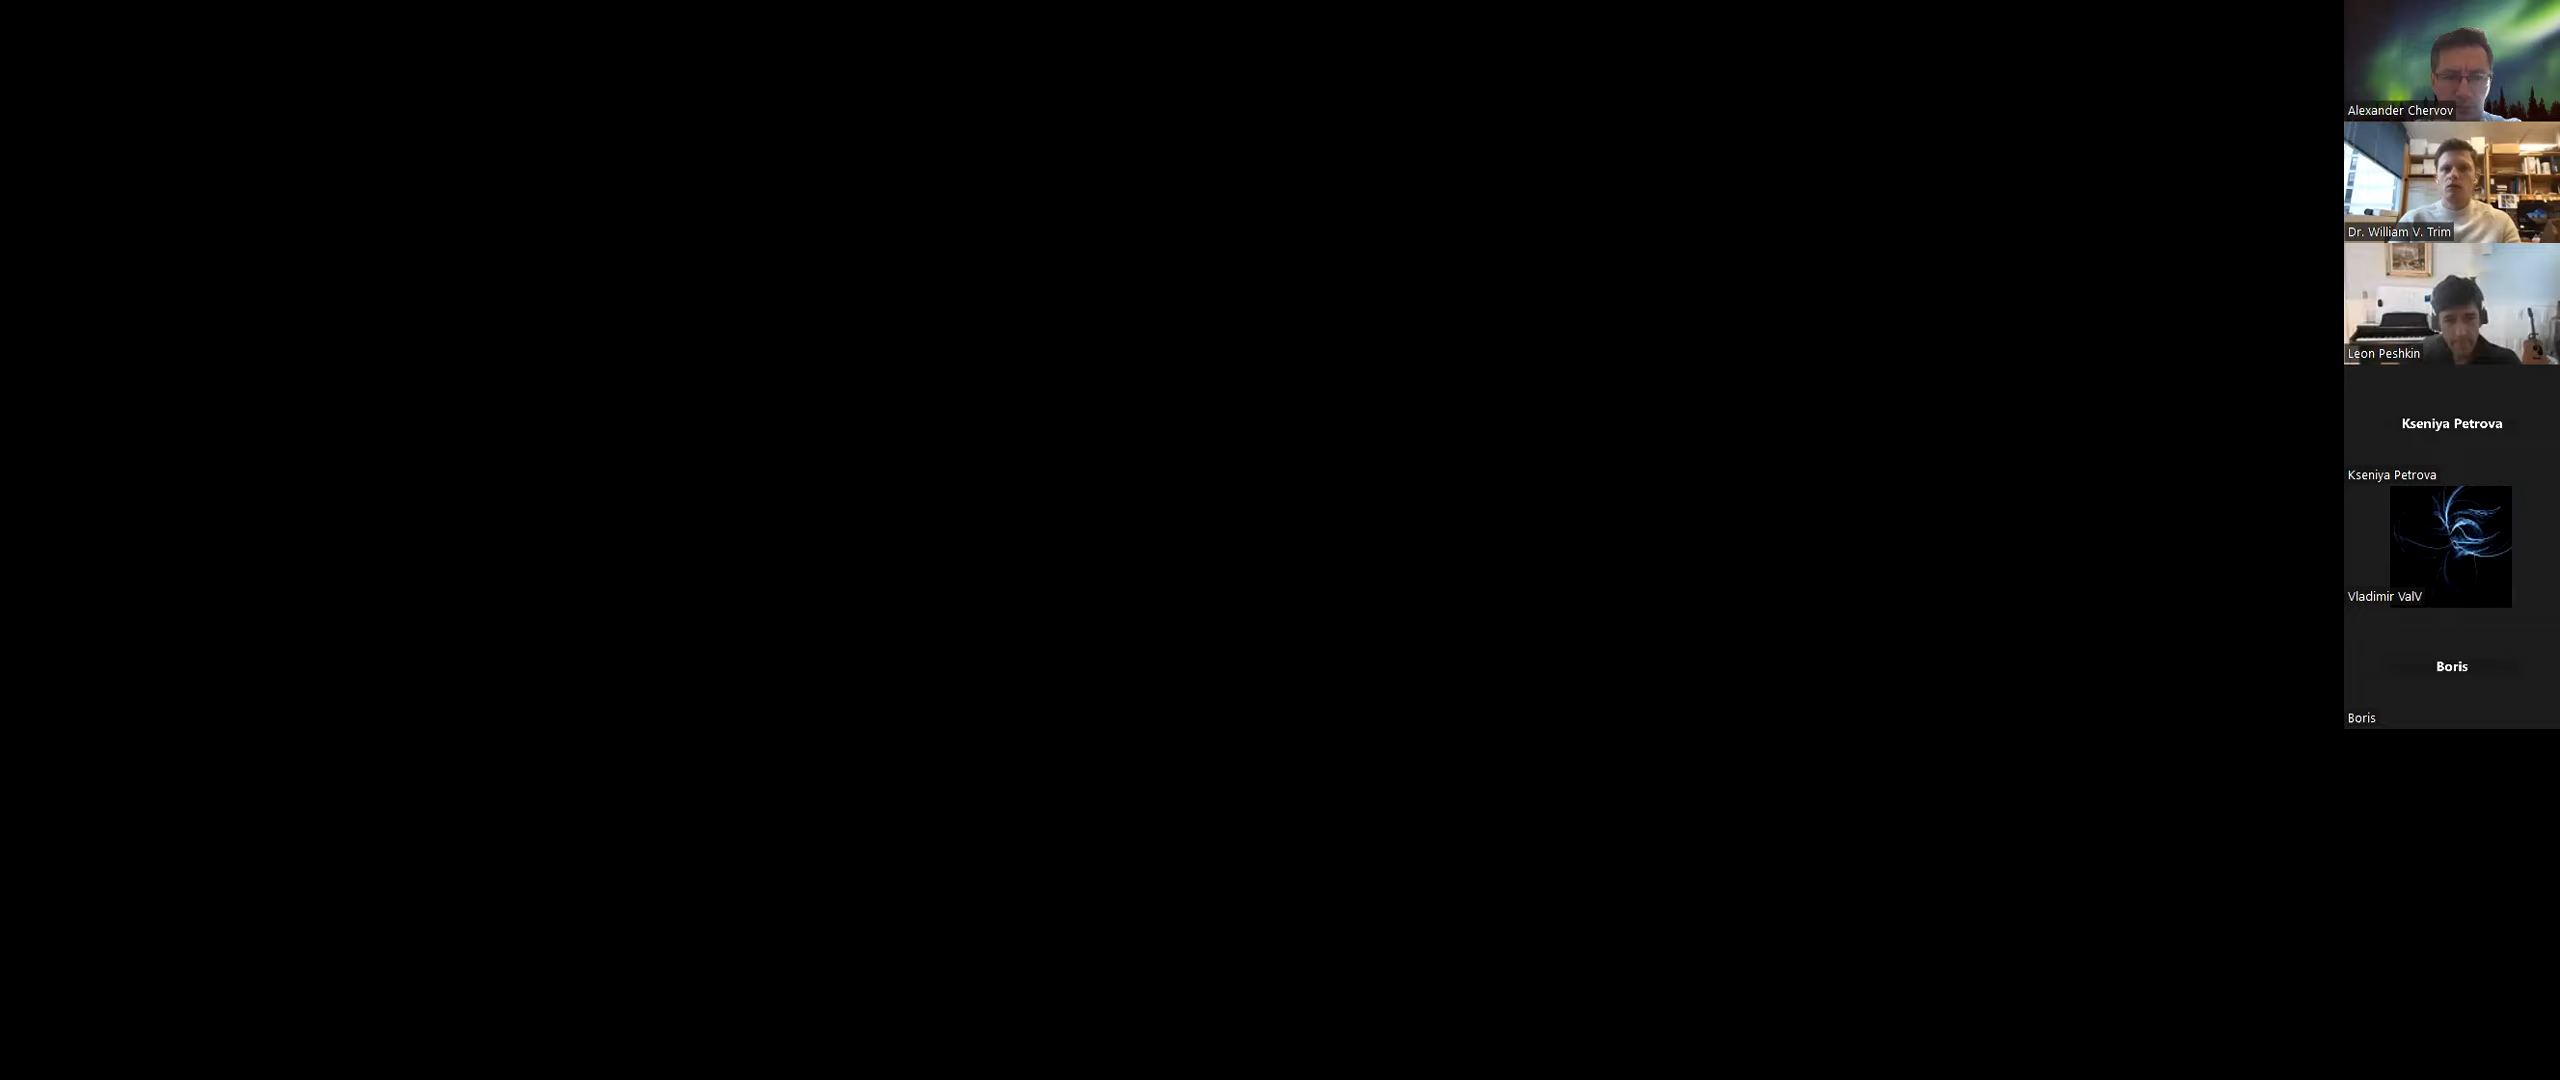 Alexander Chervov
Dr. William V. Trim
Leon Peshkin
Kseniya Petrova
Kseniya Petrova
Vladimir ValV
Boris
Boris